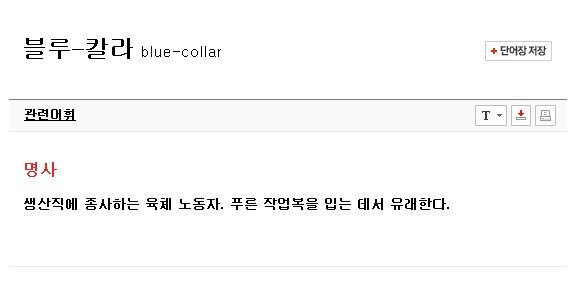 블루-칼라 blue-collar
+ 단어장 저장
관련어휘
T
명사
생산직에 종사하는 육체 노동자. 푸른 작업복을 입는 데서 유래한다.